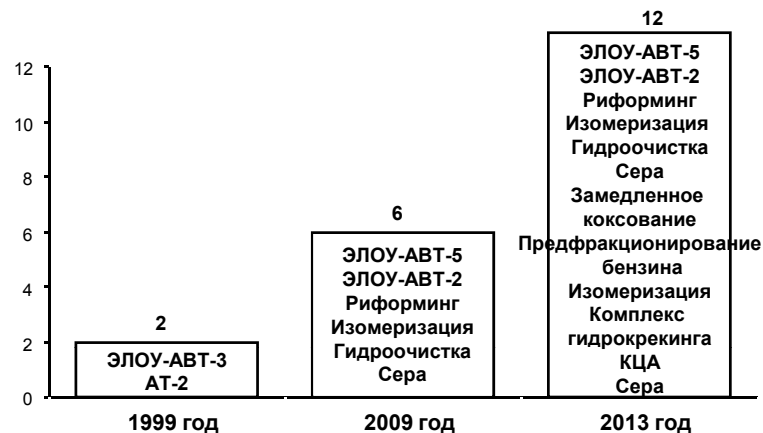 12
10
8
6
4
2
0
2
ЭЛОУ-АВТ-3
АТ-2
1999 год
6
ЭЛОУ-АВТ-5
ЭЛОУ-АВТ-2
Риформинг
Изомеризация
Гидроочистка
Сера
2009 год
12
ЭЛОУ-АВТ-5
ЭЛОУ-АВТ-2
Риформинг
Изомеризация
Гидроочистка
Сера
Замедленное
коксование
Предфракционирование
бензина
Изомеризация
Комплекс
гидрокрекинга
КЦА
Сера
2013 год